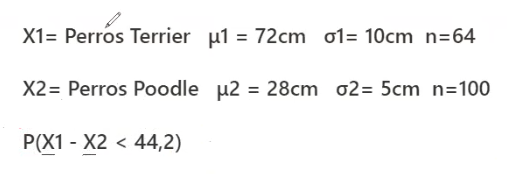 X1= Perros Terrier μ1 = 72cm σ1= 10cm n=64
X2= Perros Poodle μ2 = 28cm σ2= 5cm n=100
P(X1 - X2 < 44,2)